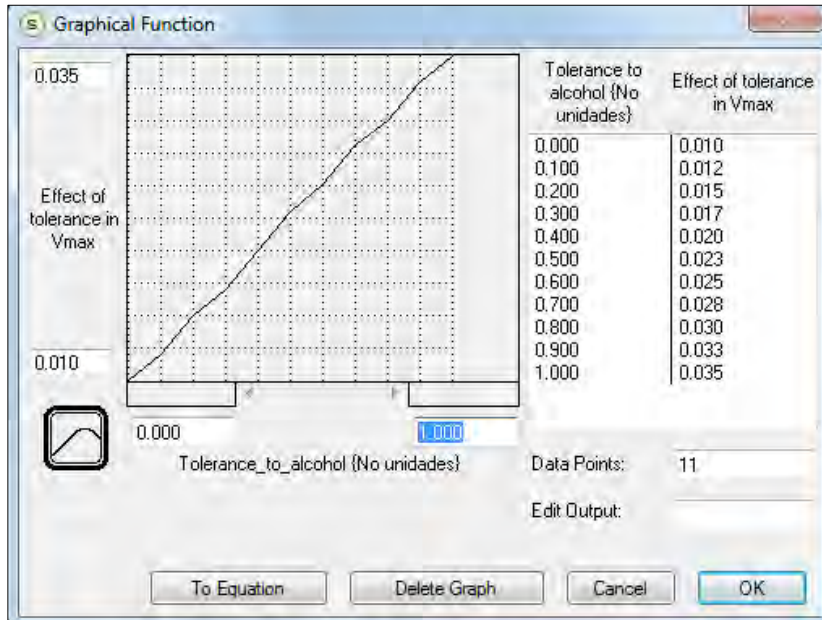 Graphical Function
0.035
Effect of
tolerance in
Vmax
0.010
0.000
1.000
Tolerance_to_alcohol {No unidades}
Tolerance to
alcohol {No
unidades}
Effect of tolerance
in Vmax
0.000 0.010
0.100 0.012
0.200 0.015
0.300 0.017
0.400 0.020
0.500 0.023
0.600 0.025
0.700 0.028
0.800 0.030
0.900 0.033
1.000 0.035
Data Points: 11
Edit Output:
To Equation
Delete Graph
Cancel
OK